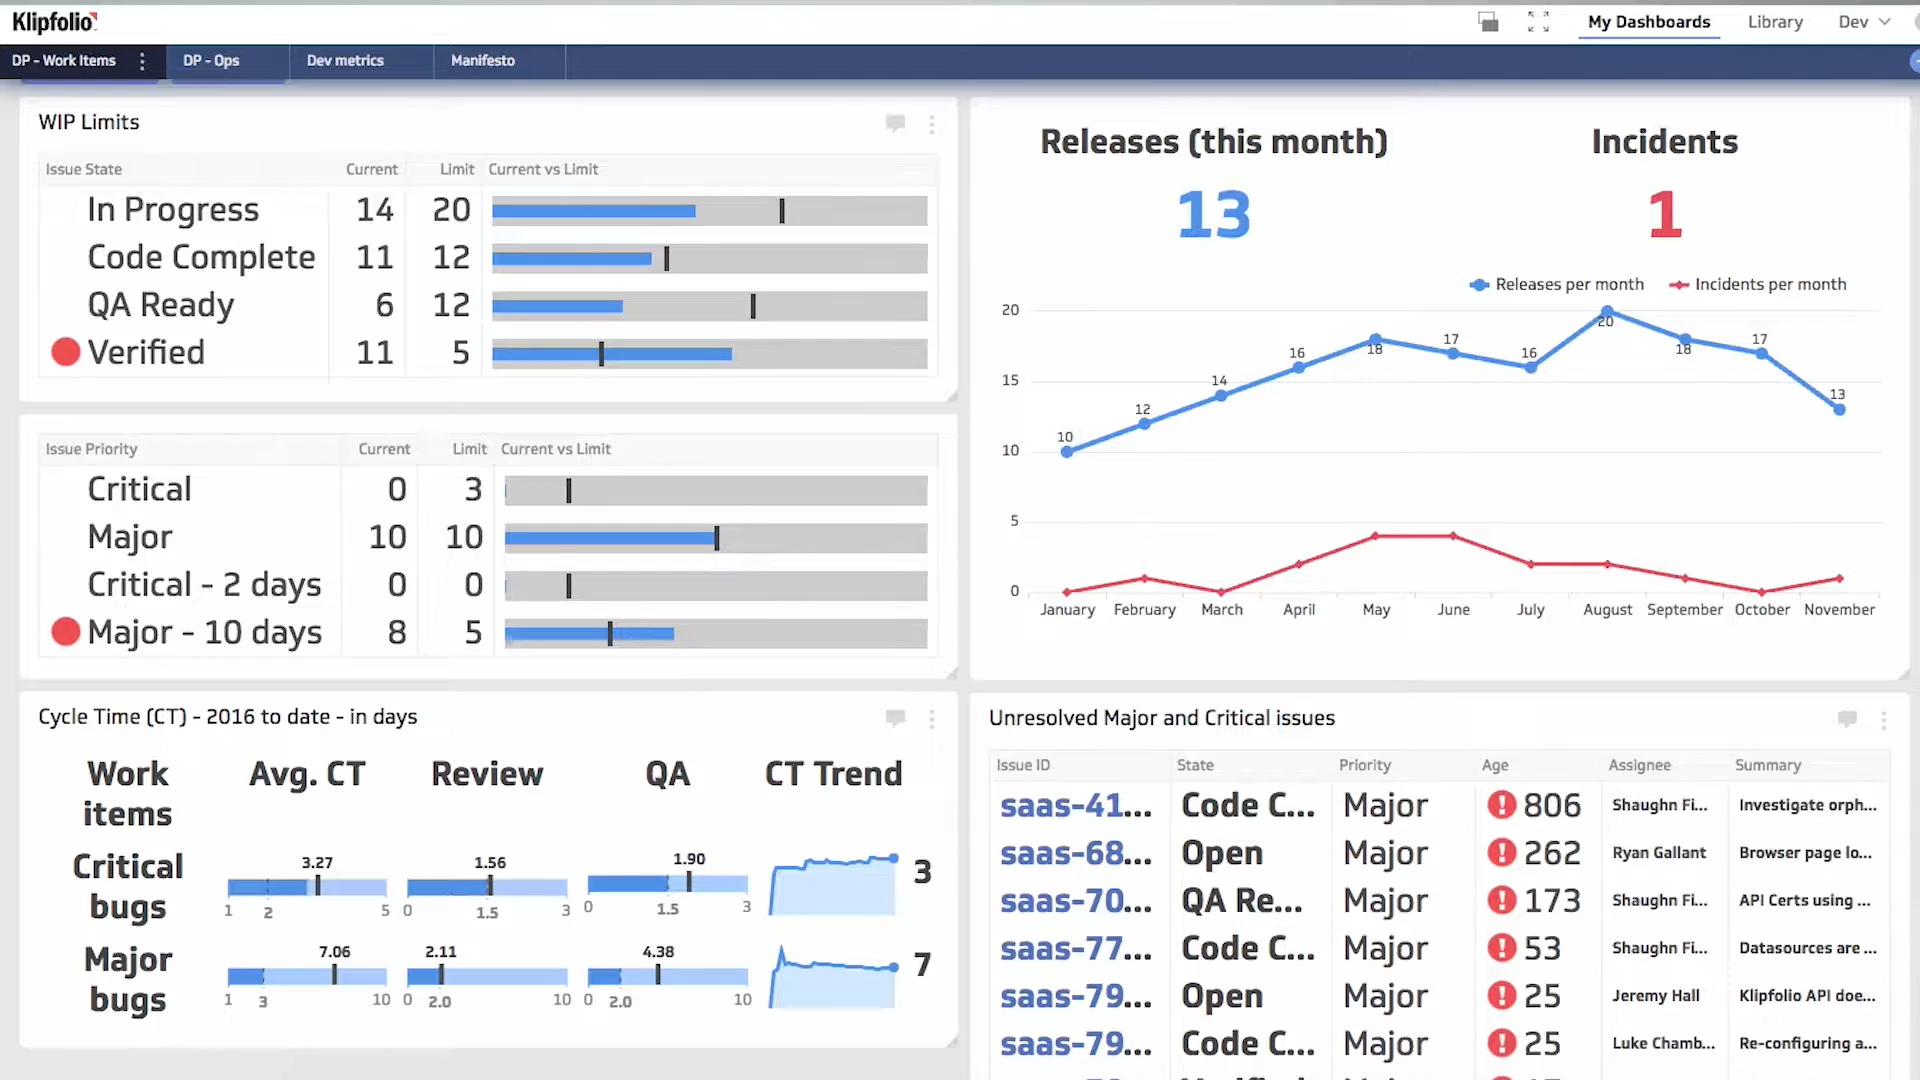 Klipfolio
My Dashboards Library Dev
DP - Work Items DP - Ops Dev metrics Manifesto
WIP Limits
Issue State Current Limit Current vs Limit
In Progress 14 20
Code Complete 11 12
QA Ready 6 12
Verified 11 5
Issue Priority Current Limit Current vs Limit
Critical 0 3
Major 10 10
Critical - 2 days 0 0
Major - 10 days 8 5
Cycle Time (CT) - 2016 to date - in days
Work items Avg. CT Review QA CT Trend
Critical bugs
3.27 1.56 1.90
1 2 5 0 1.5 3 0 1.5 3
3
Major bugs
7.06 2.11 4.38
1 3 10 0 2.0 10 0 2.0 10
7
Releases (this month) Incidents
13 1
Releases per month Incidents per month
20
15
10
5
0
10 12 14 16 18 17 16 20 18 17 13
January February March April May June July August September October November
Unresolved Major and Critical issues
Issue ID State Priority Age Assignee Summary
saas-41... Code C... Major 806 Shaughn Fi... Investigate orph...
saas-68... Open Major 262 Ryan Gallant Browser page lo...
saas-70... QA Re... Major 173 Shaughn Fi... API Certs using ...
saas-77... Code C... Major 53 Shaughn Fi... Datasources are ...
saas-79... Open Major 25 Jeremy Hall Klipfolio API doe...
saas-79... Code C... Major 25 Luke Chamb... Re-configuring a...